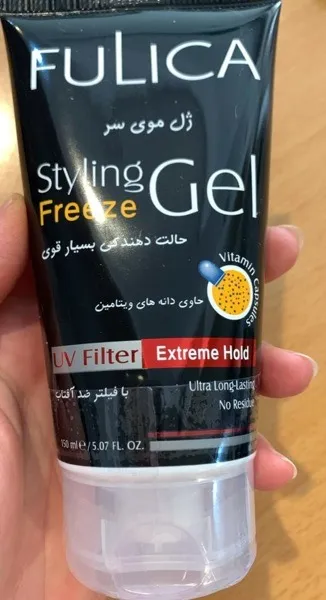 FULICA
ژل موی سر
Styling
Freeze
Gel
حالت دهندگی بسیار قوی
Vitamin Capsules
حاوی دانه های ویتامین
UV Filter
Extreme Hold
با فیلتر ضد آفتاب
Ultra Long-Lasting
No Residue
150 ml e / 5.07 FL. OZ.